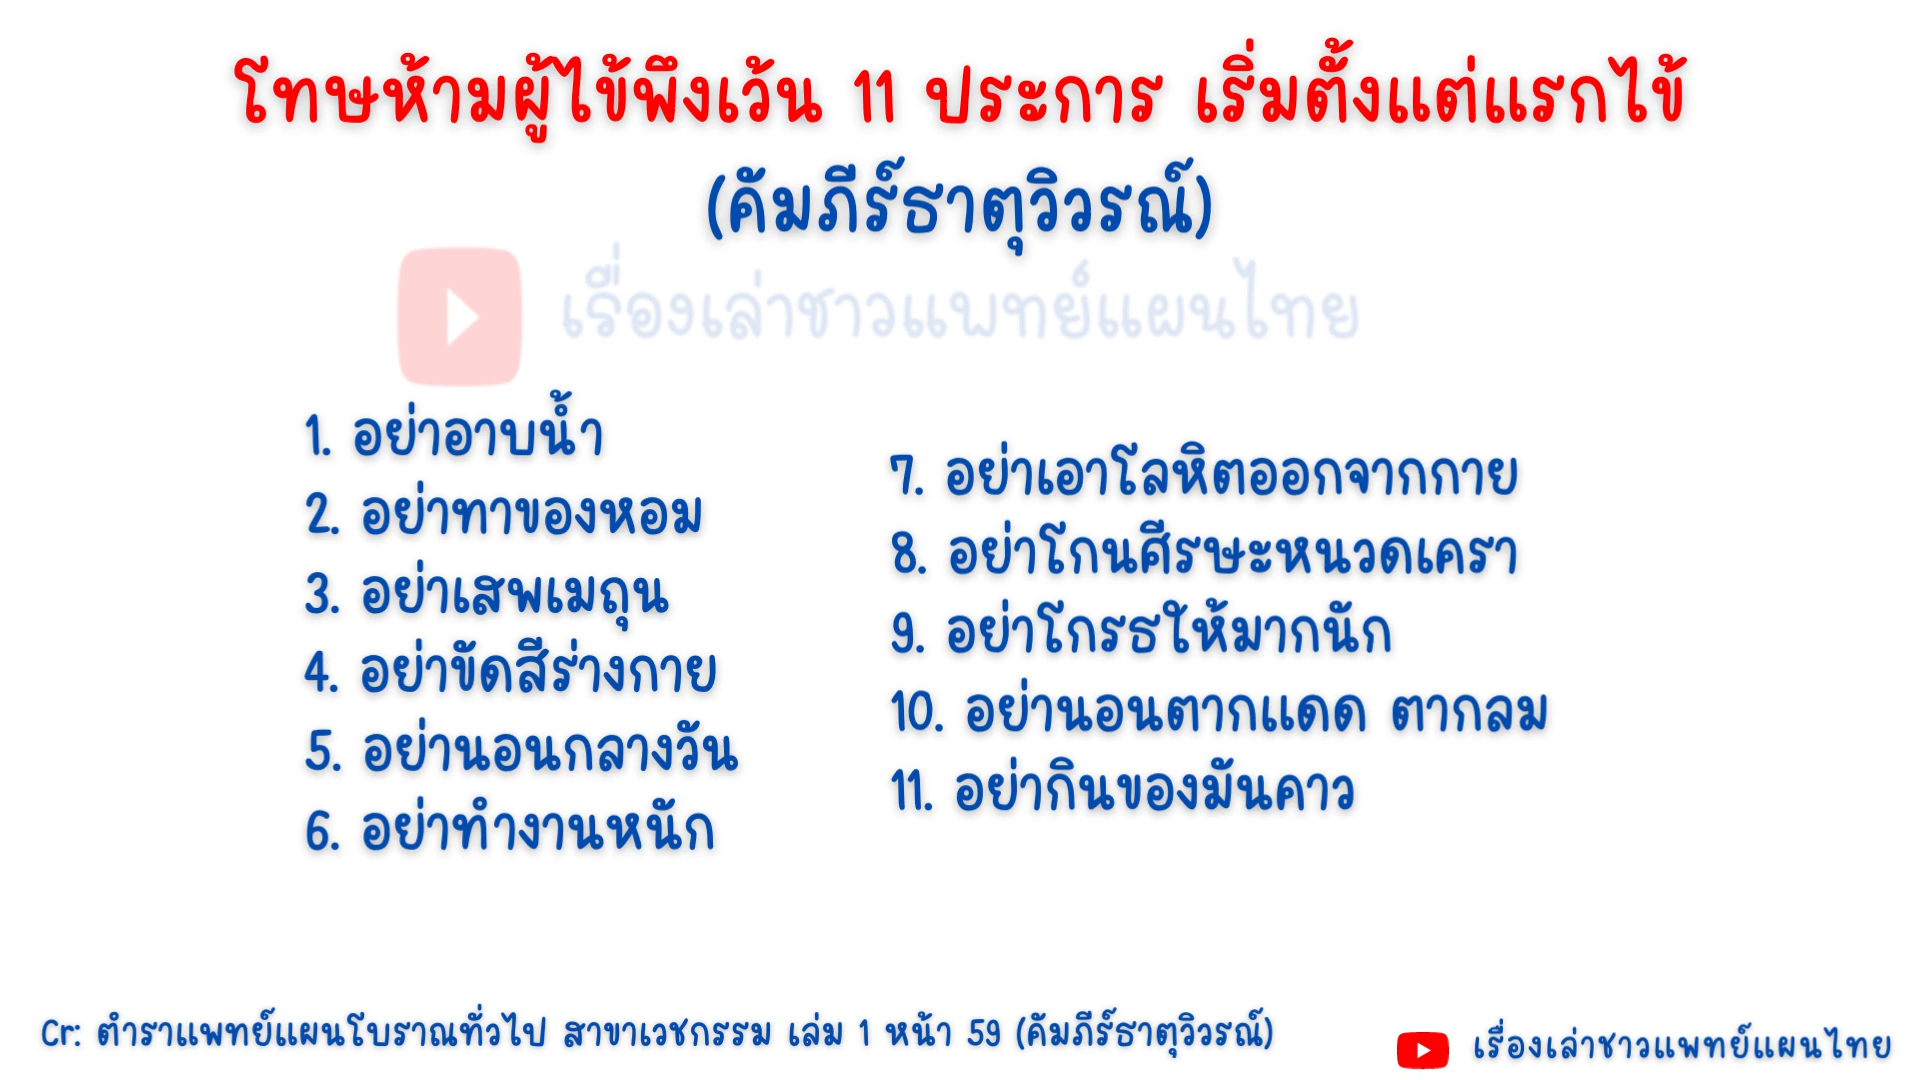 โทษห้ามผู้ไข้พึงเว้น 11 ประการ เริ่มตั้งแต่แรกไข้
(คัมภีร์ธาตุวิวรณ์)
เรื่องเล่าชาวแพทย์แผนไทย
1. อย่าอาบน้ำ
2. อย่าทาของหอม
3. อย่าเสพเมถุน
4. อย่าขัดสีร่างกาย
5. อย่านอนกลางวัน
6. อย่าทำงานหนัก
7. อย่าเอาโลหิตออกจากกาย
8. อย่าโกนศีรษะหนวดเครา
9. อย่าโกรธให้มากนัก
10. อย่านอนตากแดด ตากลม
11. อย่ากินของมันคาว
Cr: ตำราแพทย์แผนโบราณทั่วไป สาขาเวชกรรม เล่ม 1 หน้า 59 (คัมภีร์ธาตุวิวรณ์)
เรื่องเล่าชาวแพทย์แผนไทย